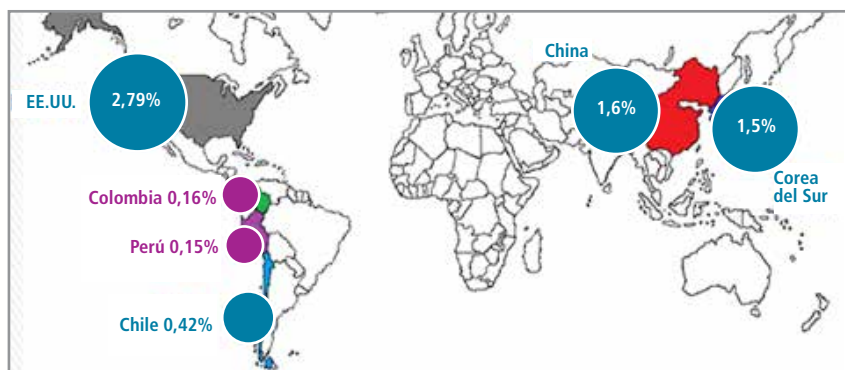 China
EE.UU.
2,79%
1,6%
1,5%
Corea
del Sur
Colombia 0,16%
Perú 0,15%
Chile 0,42%